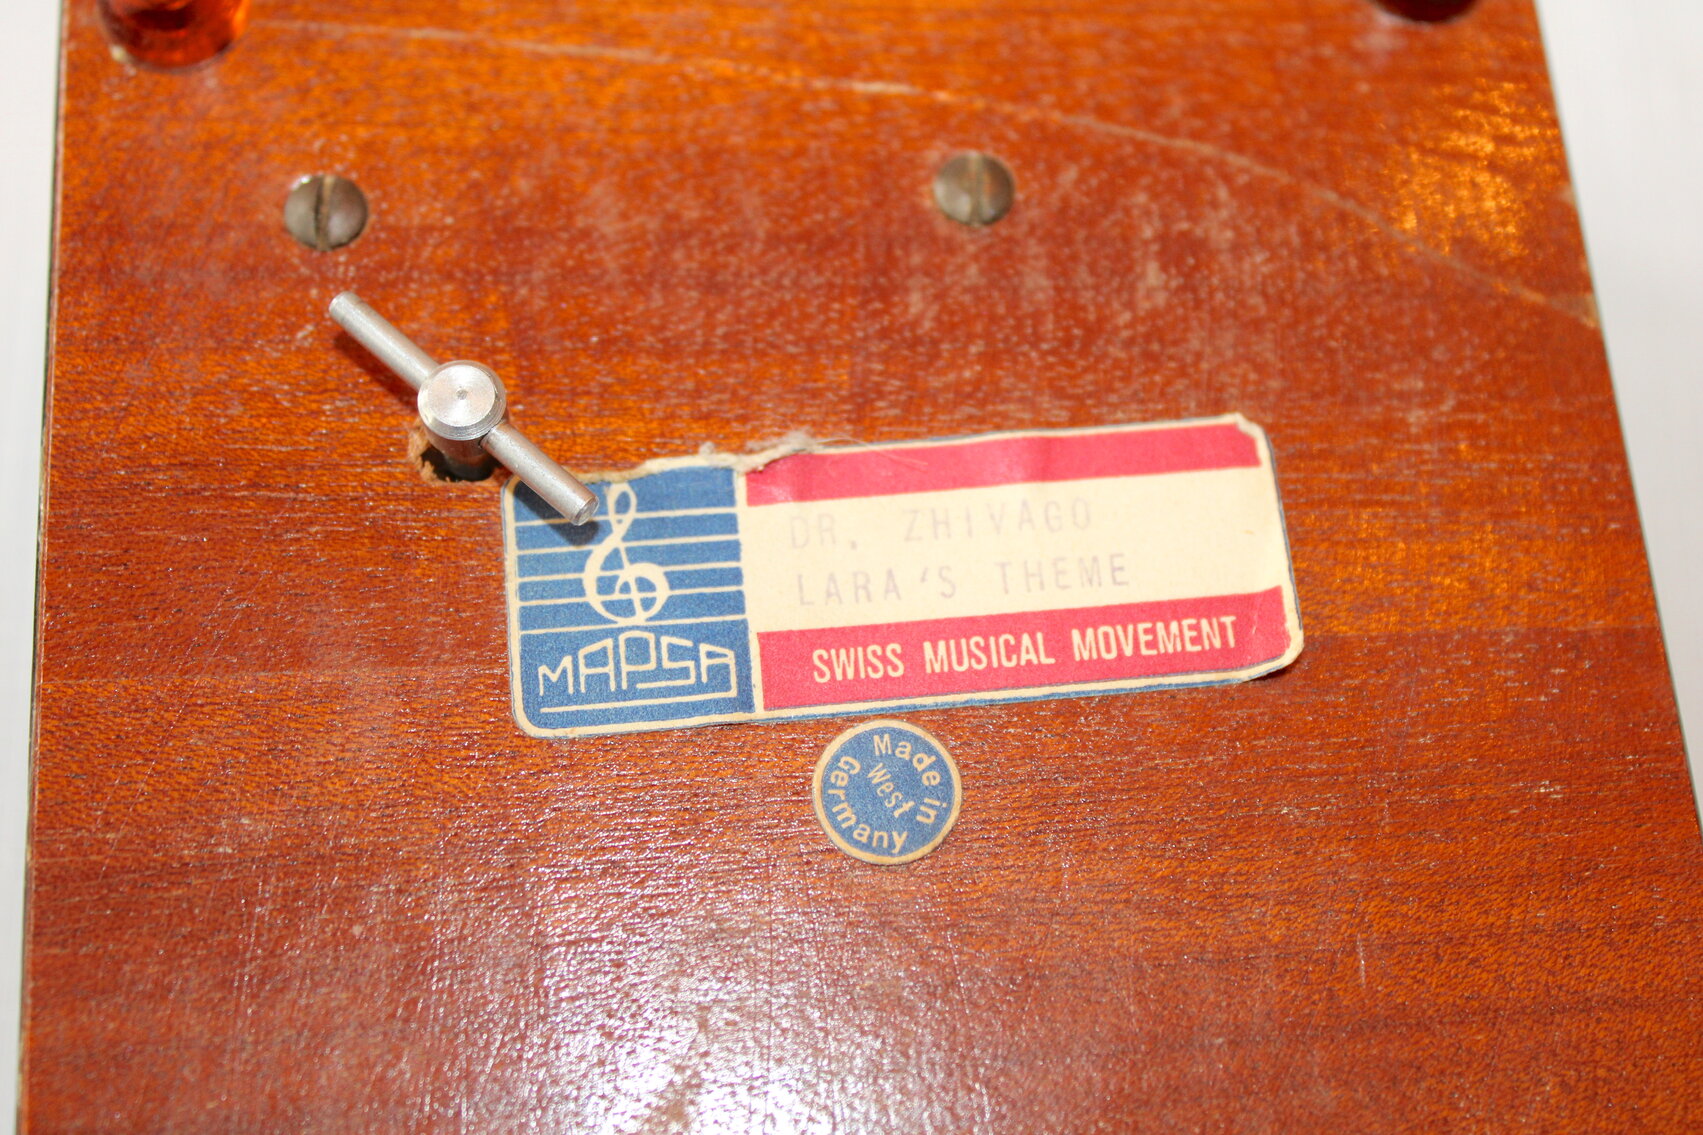 DR. ZHIVAGO
LARA'S THEME
MAPSA
SWISS MUSICAL MOVEMENT
Made in
West
Germany